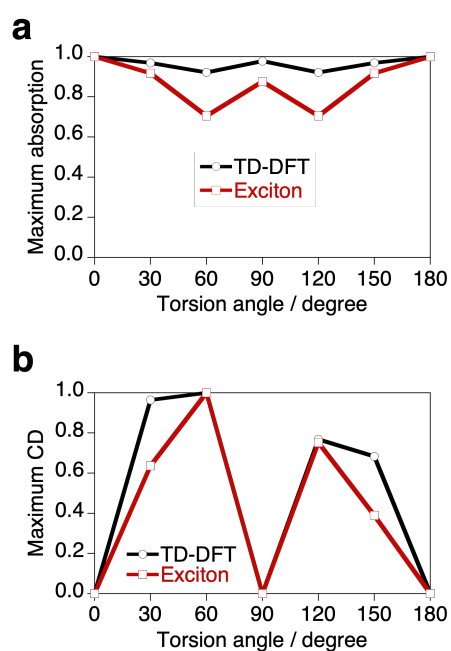 a
Maximum absorption
1.0
0.8
0.6
0.4
0.2
0.0
TD-DFT
Exciton
0 30 60 90 120 150 180
Torsion angle / degree
b
Maximum CD
1.0
0.8
0.6
0.4
0.2
0.0
TD-DFT
Exciton
0 30 60 90 120 150 180
Torsion angle / degree